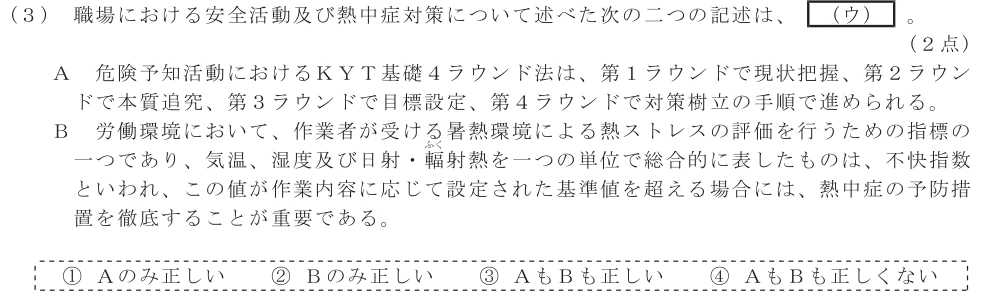 (３) 職場における安全活動及び熱中症対策について述べた次の二つの記述は、 (ウ) 。
(２点)
Ａ 危険予知活動におけるＫＹＴ基礎４ラウンド法は、第１ラウンドで現状把握、第２ラウン
ドで本質追究、第３ラウンドで目標設定、第４ラウンドで対策樹立の手順で進められる。
Ｂ 労働環境において、作業者が受ける暑熱環境による熱ストレスの評価を行うための指標の
ふく
一つであり、気温、湿度及び日射・輻射熱を一つの単位で総合的に表したものは、不快指数
といわれ、この値が作業内容に応じて設定された基準値を超える場合には、熱中症の予防措
置を徹底することが重要である。
① Ａのみ正しい ② Ｂのみ正しい ③ ＡもＢも正しい ④ ＡもＢも正しくない